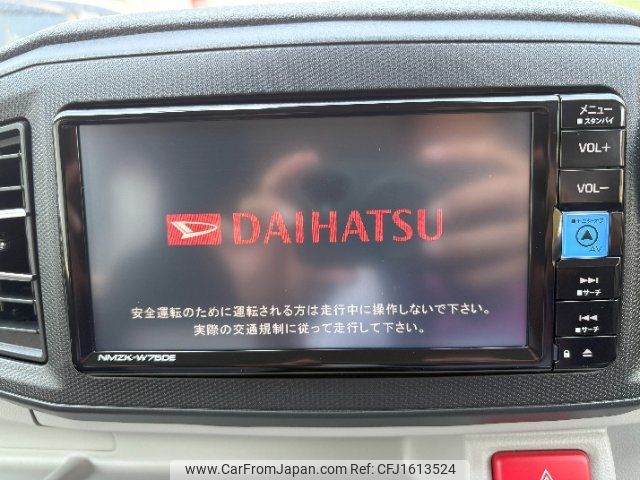 メニュー
■スタンバイ
VOL+
VOL−
AV
DAIHATSU
■サーチ
安全運転のために運転される方は走行中に操作しないで下さい。
実際の交通規制に従って走行して下さい。
■サーチ
NMZK-W75DE
www.CarFromJapan.com - CFJ1613524